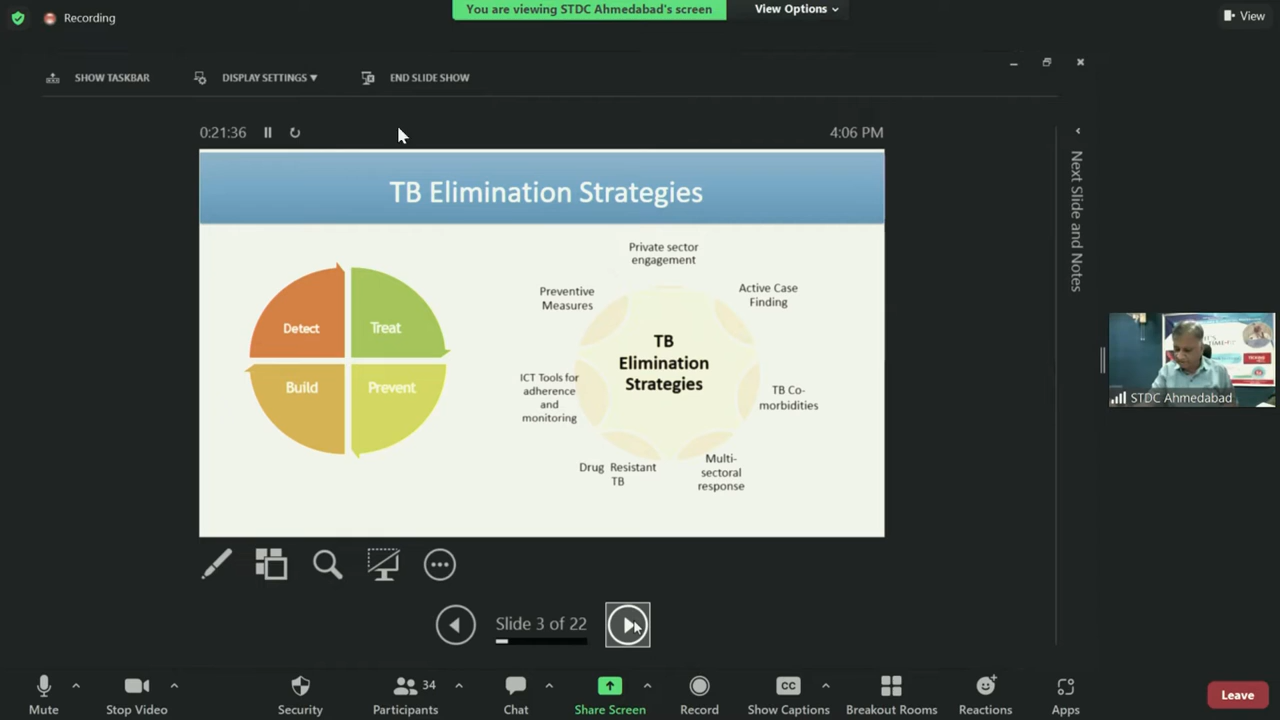 Recording
You are viewing STDC Ahmedabad's screen
View Options
View
SHOW TASKBAR
DISPLAY SETTINGS
END SLIDE SHOW
0:21:36
4:06 PM
Next Slide and Notes
TB Elimination Strategies
Detect
Treat
Build
Prevent
Private sector
engagement
Preventive
Measures
Active Case
Finding
TB
Elimination
Strategies
ICT Tools for
adherence
and
monitoring
TB Co-
morbidities
Drug Resistant
TB
Multi-
sectoral
response
STDC Ahmedabad
Slide 3 of 22
Mute
Stop Video
Security
Participants
34
Chat
Share Screen
Record
CC
Show Captions
Breakout Rooms
Reactions
Apps
Leave